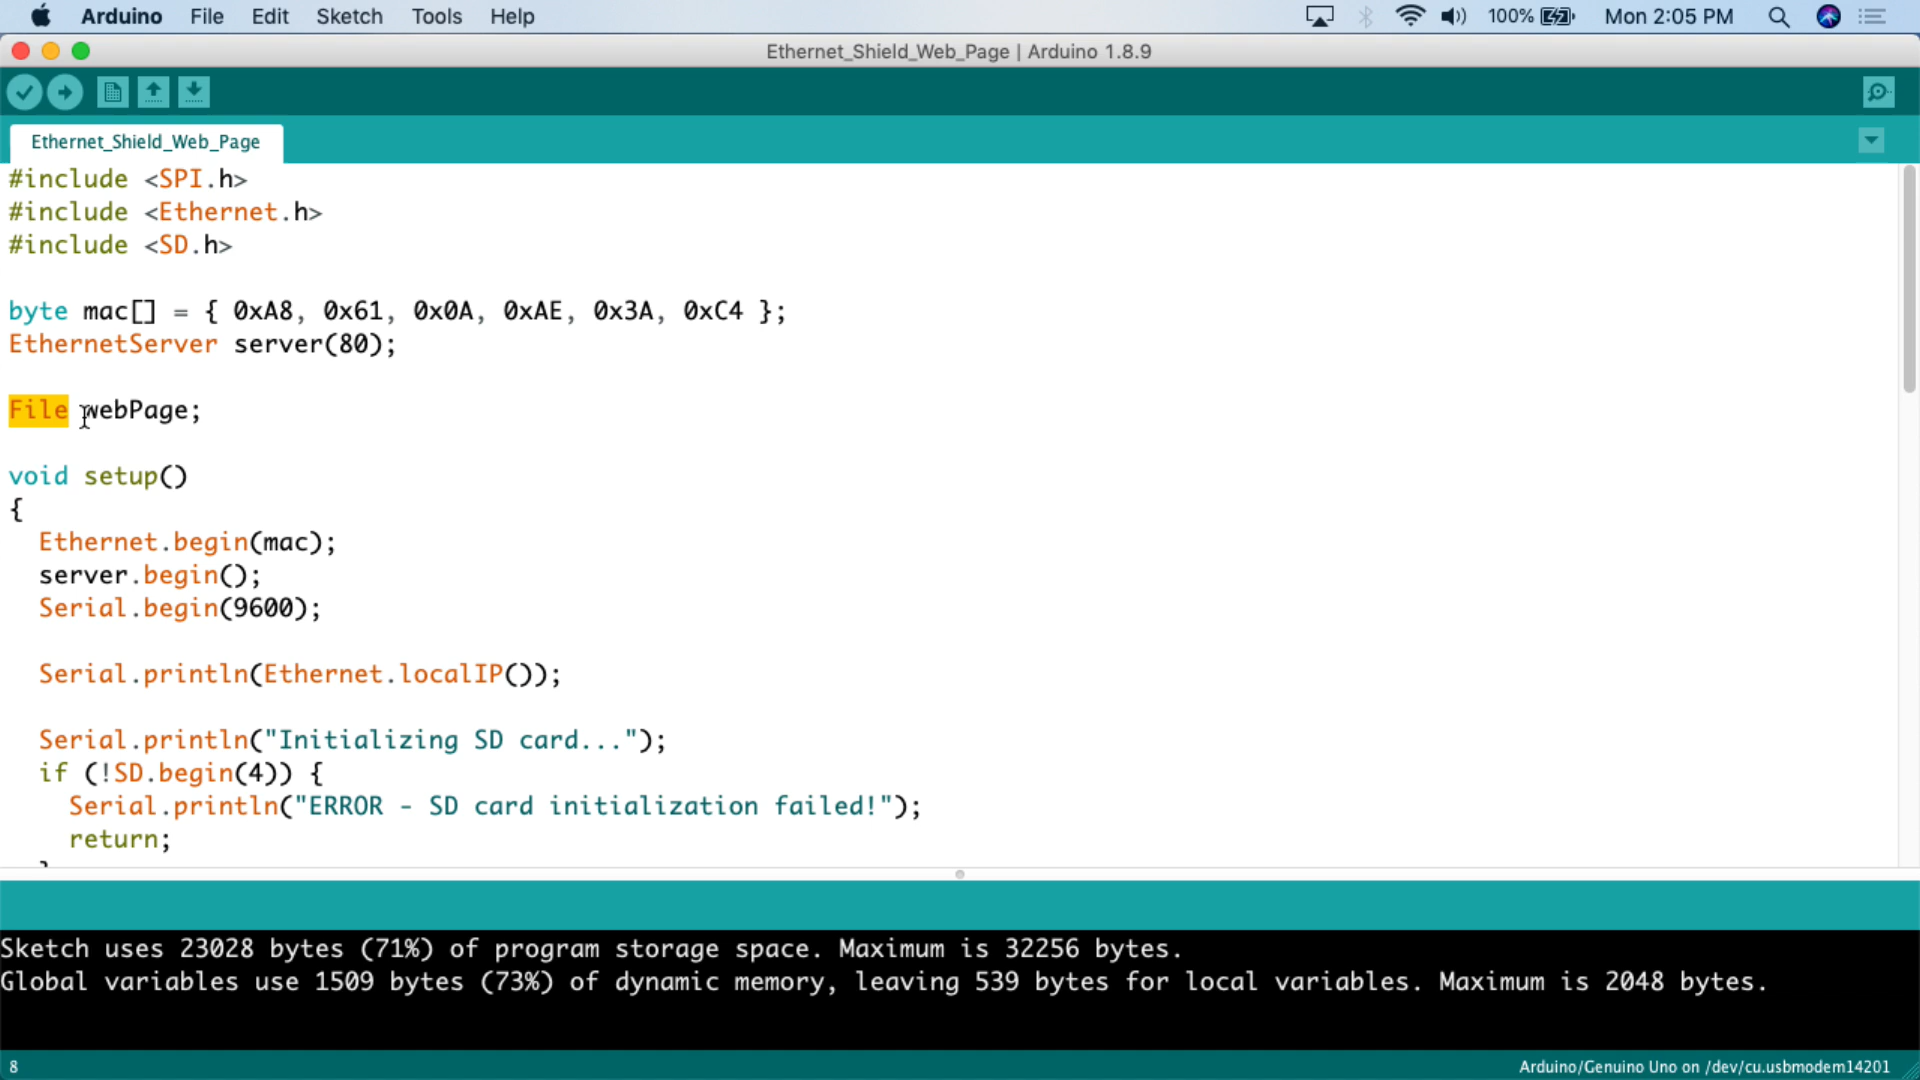 Arduino File Edit Sketch Tools Help 100% Mon 2:05 PM
Ethernet_Shield_Web_Page | Arduino 1.8.9
Ethernet_Shield_Web_Page
#include <SPI.h>
#include <Ethernet.h>
#include <SD.h>
byte mac[] = { 0xA8, 0x61, 0x0A, 0xAE, 0x3A, 0xC4 };
EthernetServer server(80);
File webPage;
void setup()
{
Ethernet.begin(mac);
server.begin();
Serial.begin(9600);
Serial.println(Ethernet.localIP());
Serial.println("Initializing SD card...");
if (!SD.begin(4)) {
Serial.println("ERROR - SD card initialization failed!");
return;
Sketch uses 23028 bytes (71%) of program storage space. Maximum is 32256 bytes.
Global variables use 1509 bytes (73%) of dynamic memory, leaving 539 bytes for local variables. Maximum is 2048 bytes.
8 Arduino/Genuino Uno on /dev/cu.usbmodem14201